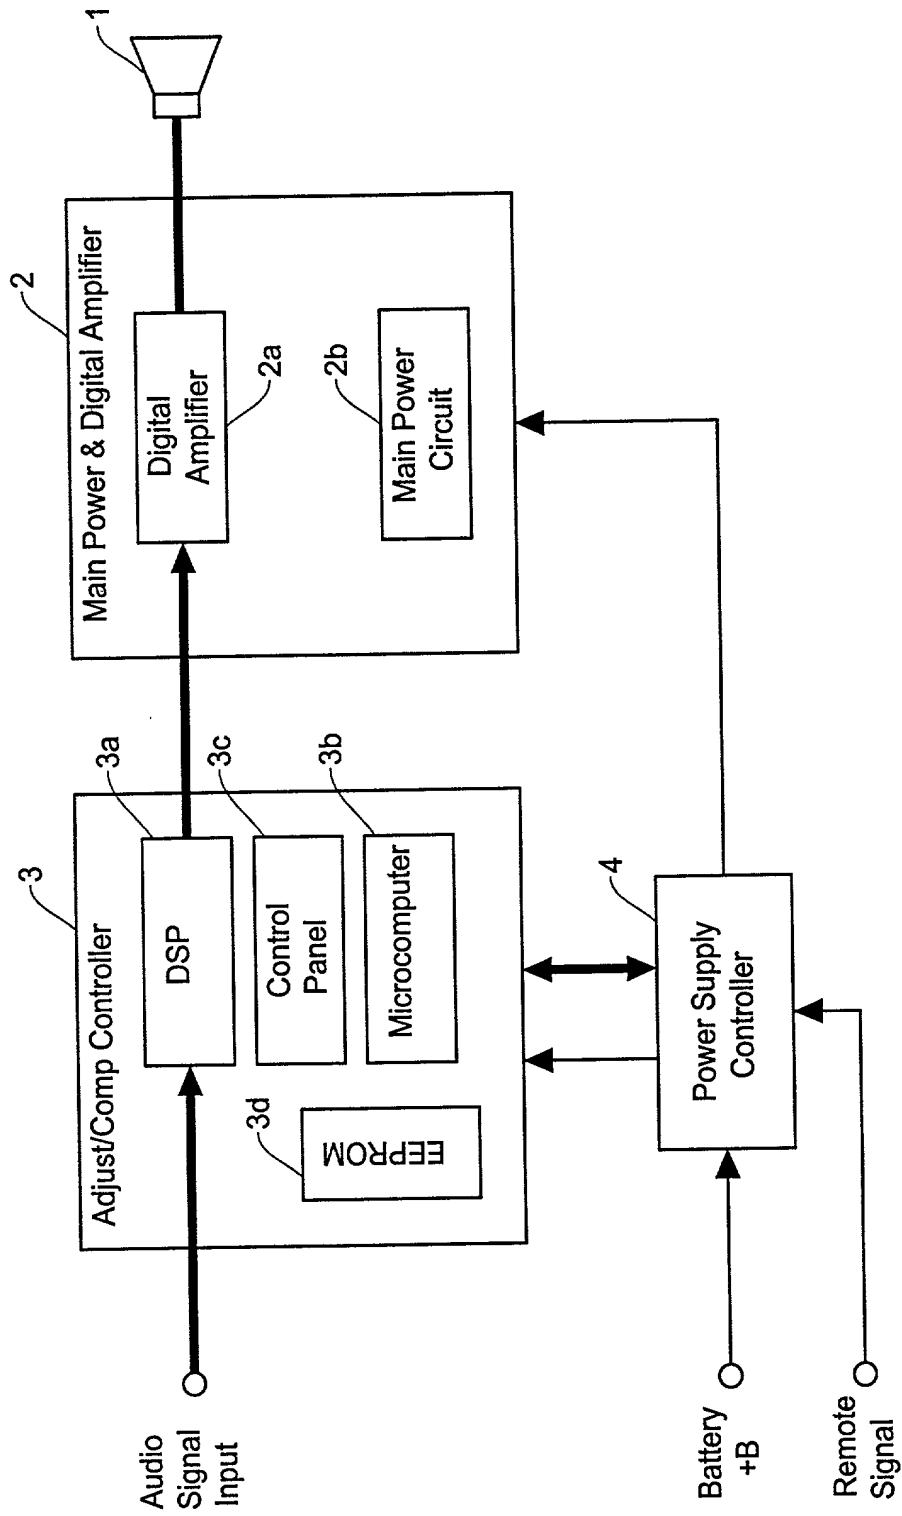 1
2
Main Power & Digital Amplifier
Digital
Amplifier
2a
2b
Main Power
Circuit
3
Adjust/Comp Controller
3a
DSP
3c
Control
Panel
3b
Microcomputer
3d
EEPROM
4
Power Supply
Controller
Audio
Signal
Input
Battery
+B
Remote
Signal